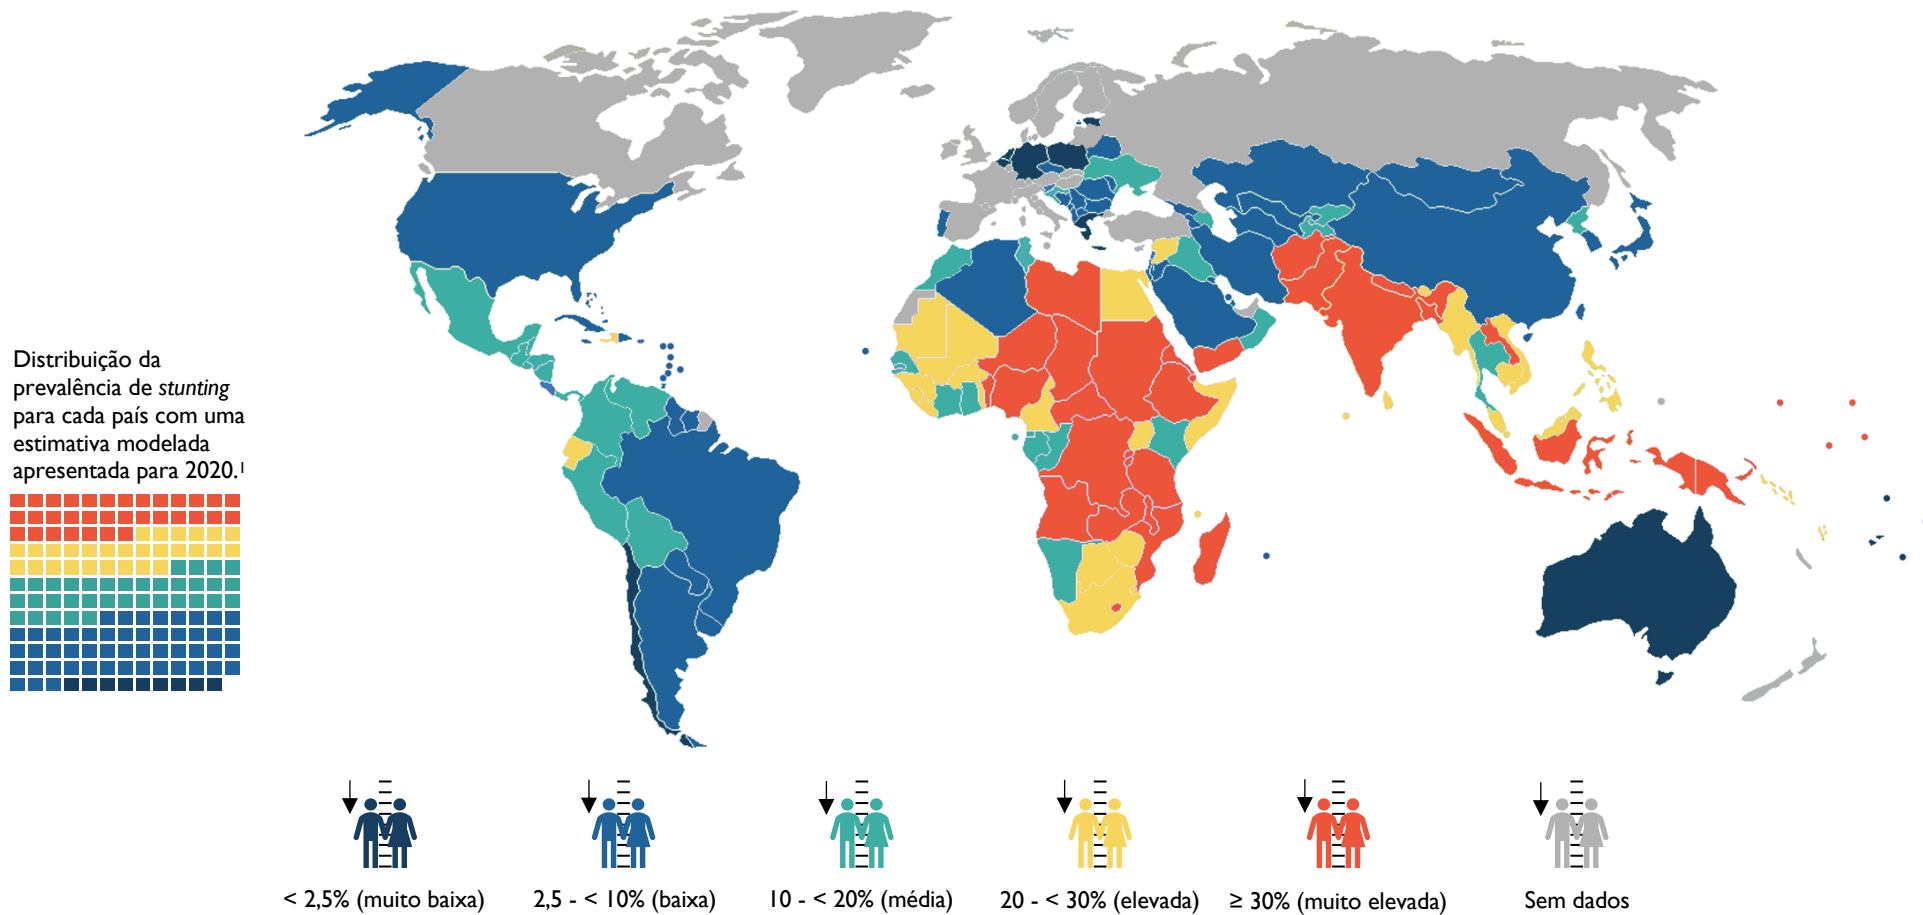 Distribuição da
prevalência de stunting
para cada país com uma
estimativa modelada
apresentada para 2020.¹
< 2,5% (muito baixa)
2,5 - < 10% (baixa)
10 - < 20% (média)
20 - < 30% (elevada)
≥ 30% (muito elevada)
Sem dados